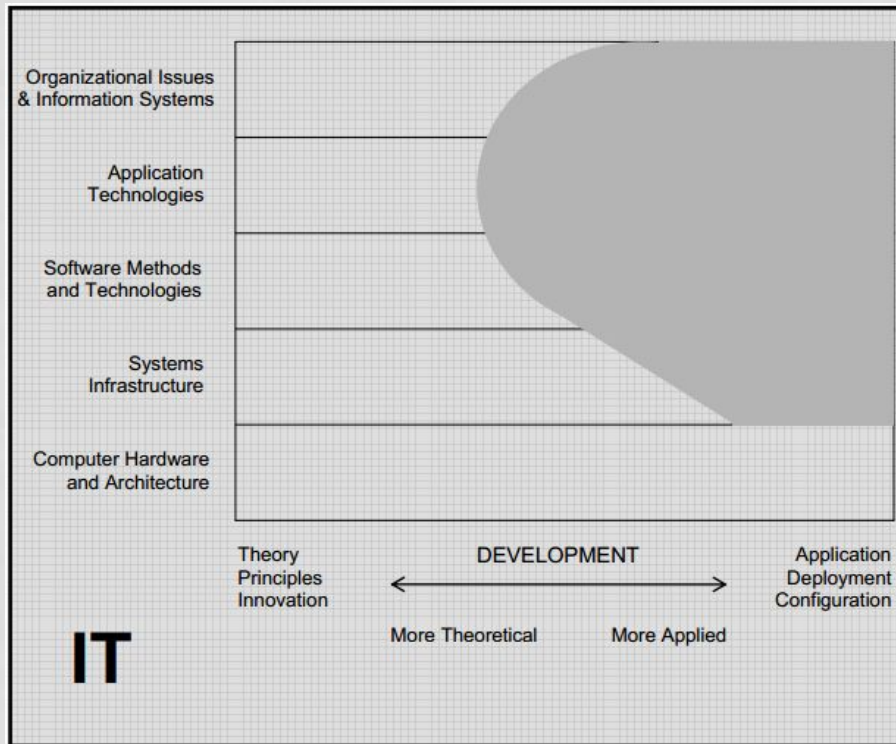 Organizational Issues
& Information Systems
Application
Technologies
Software Methods
and Technologies
Systems
Infrastructure
Computer Hardware
and Architecture
Theory
Principles
Innovation
DEVELOPMENT
Application
Deployment
Configuration
More Theoretical
More Applied
IT